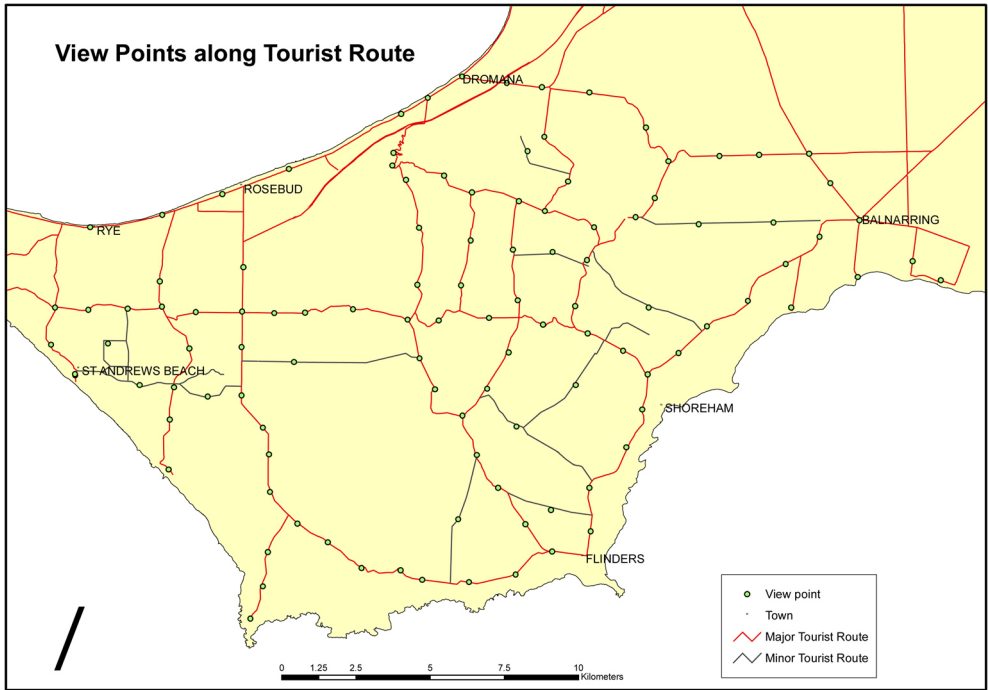 View Points along Tourist Route
DROMANA
ROSEBUD
RYE
BALNARRING
ST ANDREWS BEACH
SHOREHAM
FLINDERS
View point
Town
Major Tourist Route
Minor Tourist Route
0 1.25 2.5 5 7.5 10
Kilometers